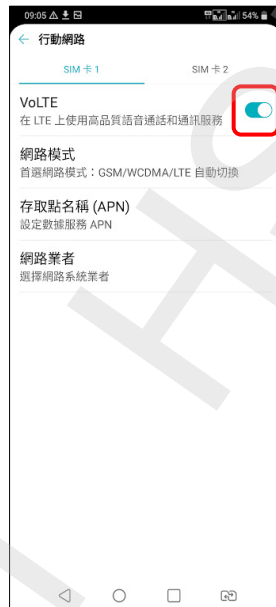 09:05 54%
行動網路
SIM 卡 1 SIM 卡 2
VoLTE
在 LTE 上使用高品質語音通話和通訊服務
網路模式
首選網路模式：GSM/WCDMA/LTE 自動切換
存取點名稱 (APN)
設定數據服務 APN
網路業者
選擇網路系統業者